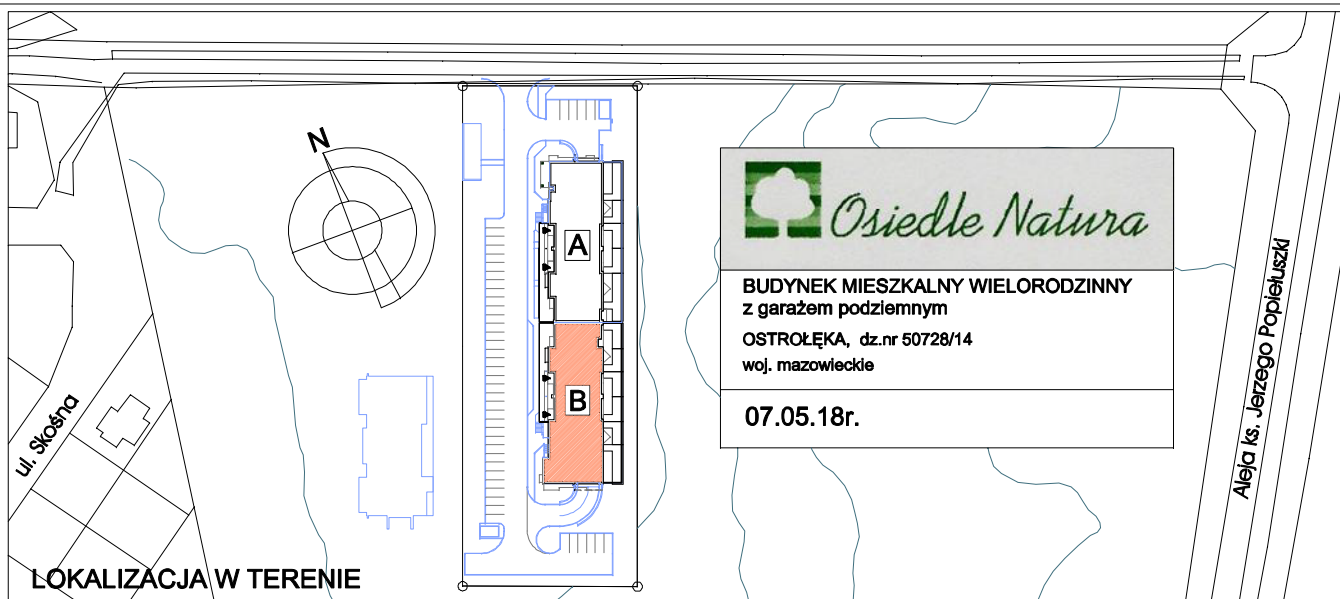 N
A
B
ul. Skośna
LOKALIZACJA W TERENIE
Osiedle Natura
BUDYNEK MIESZKALNY WIELORODZINNY
z garażem podziemnym
OSTROŁĘKA, dz.nr 50728/14
woj. mazowieckie
07.05.18r.
Aleja ks. Jerzego Popiełuszki